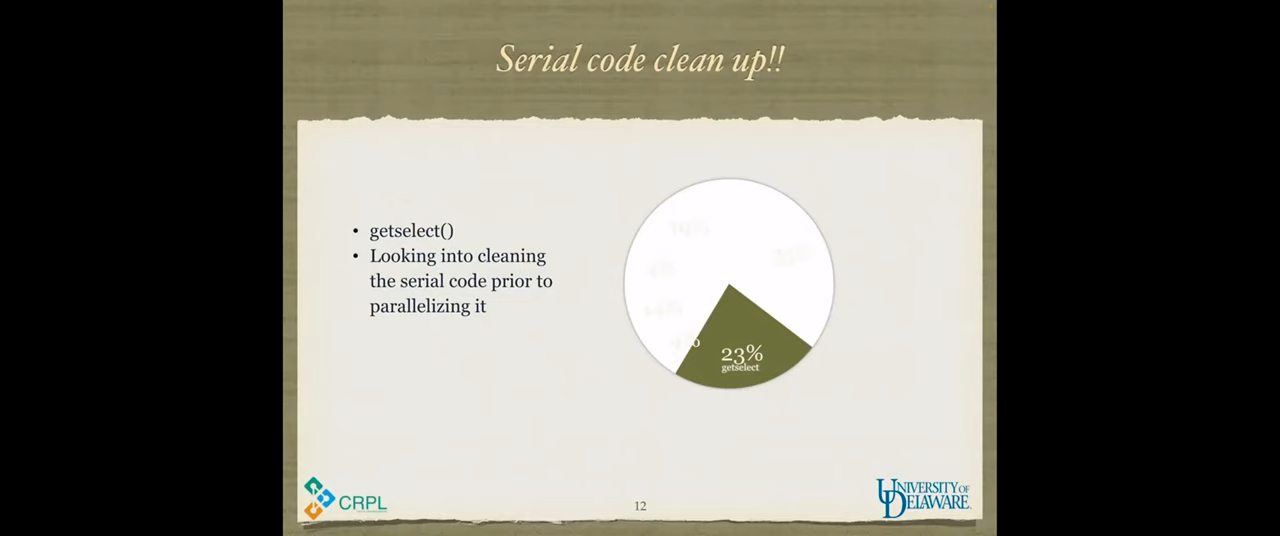 Serial code clean up!!
• getselect()
• Looking into cleaning
the serial code prior to
parallelizing it
23%
getselect
CRPL
12
UNIVERSITY OF
DELAWARE